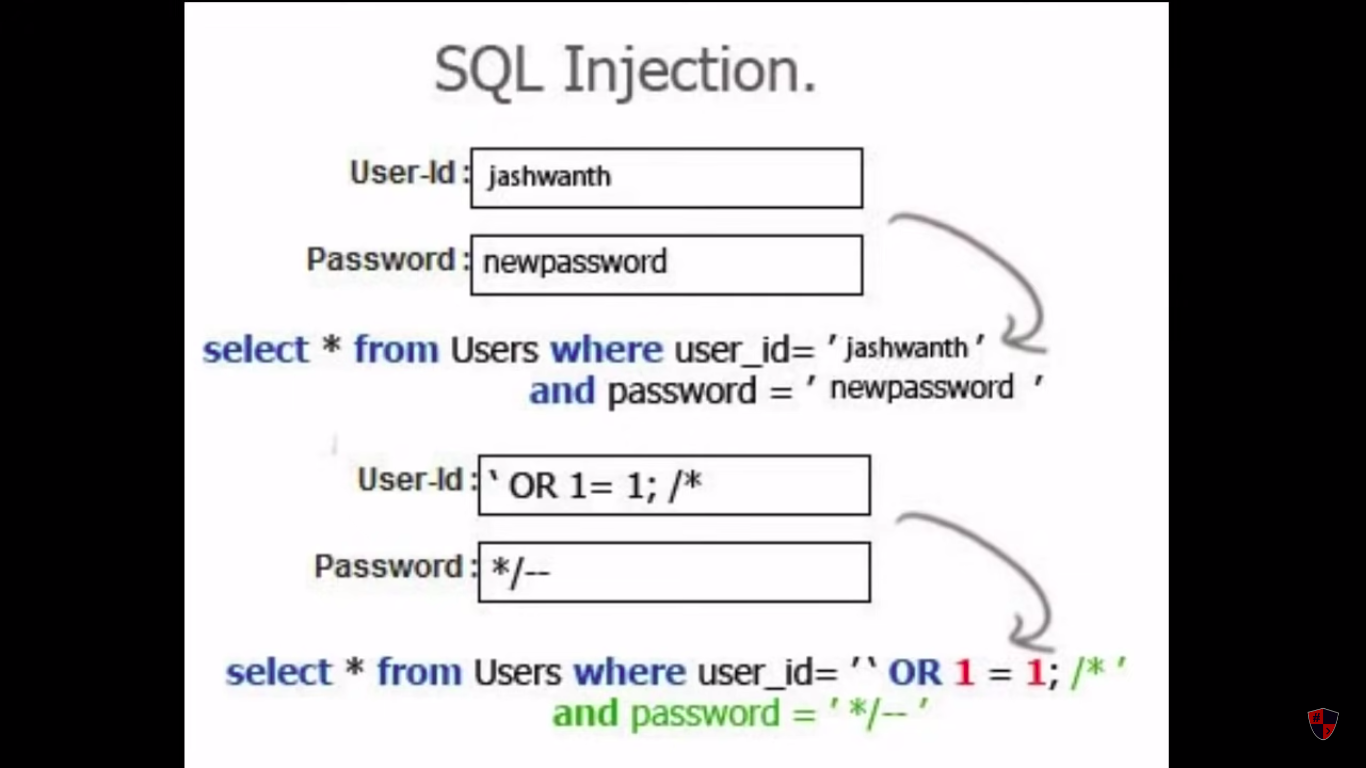 SQL Injection.
User-Id : jashwanth
Password : newpassword
select * from Users where user_id= ' jashwanth '
and password = ' newpassword '
User-Id : ` OR 1= 1; /*
Password : */--
select * from Users where user_id= '` OR 1 = 1; /* '
and password = ' */-- '